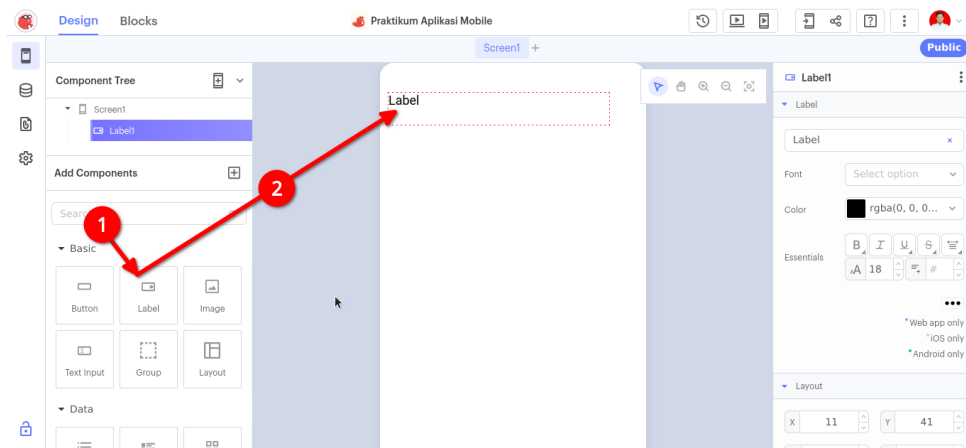 Design Blocks Praktikum Aplikasi Mobile
Screen1 +
Public
Component Tree
Screen1
Label1
Add Components
Sear
1
2
Basic
Button Label Image
Text Input Group Layout
Data
Label
Label1
Label
Label
Font Select option
Color rgba(0, 0, 0...
Essentials B I U S
AA 18 #
*Web app only
*iOS only
*Android only
Layout
X 11 Y 41